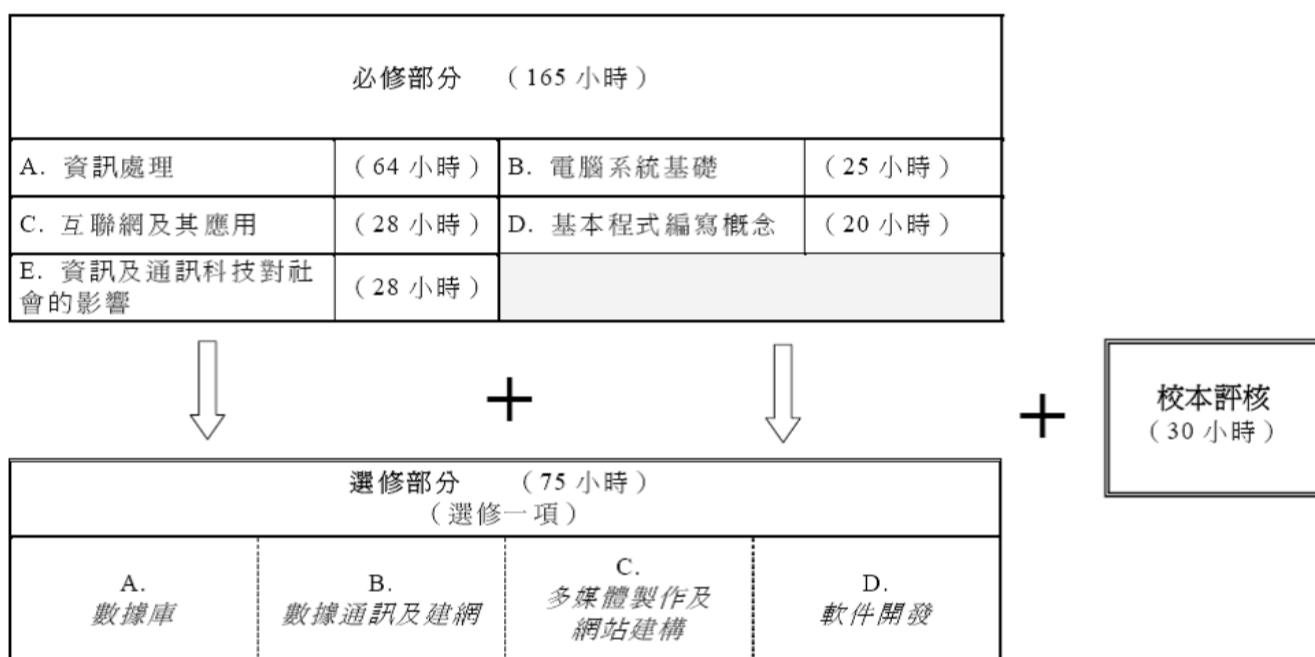 必修部分 （165 小時）
A. 資訊處理 （64 小時） B. 電腦系統基礎 （25 小時）
C. 互聯網及其應用 （28 小時） D. 基本程式編寫概念 （20 小時）
E. 資訊及通訊科技對社
會的影響
（28 小時）
+
+
校本評核
（30 小時）
選修部分 （75 小時）
（選修一項）
A.
數據庫
B.
數據通訊及建網
C.
多媒體製作及
網站建構
D.
軟件開發